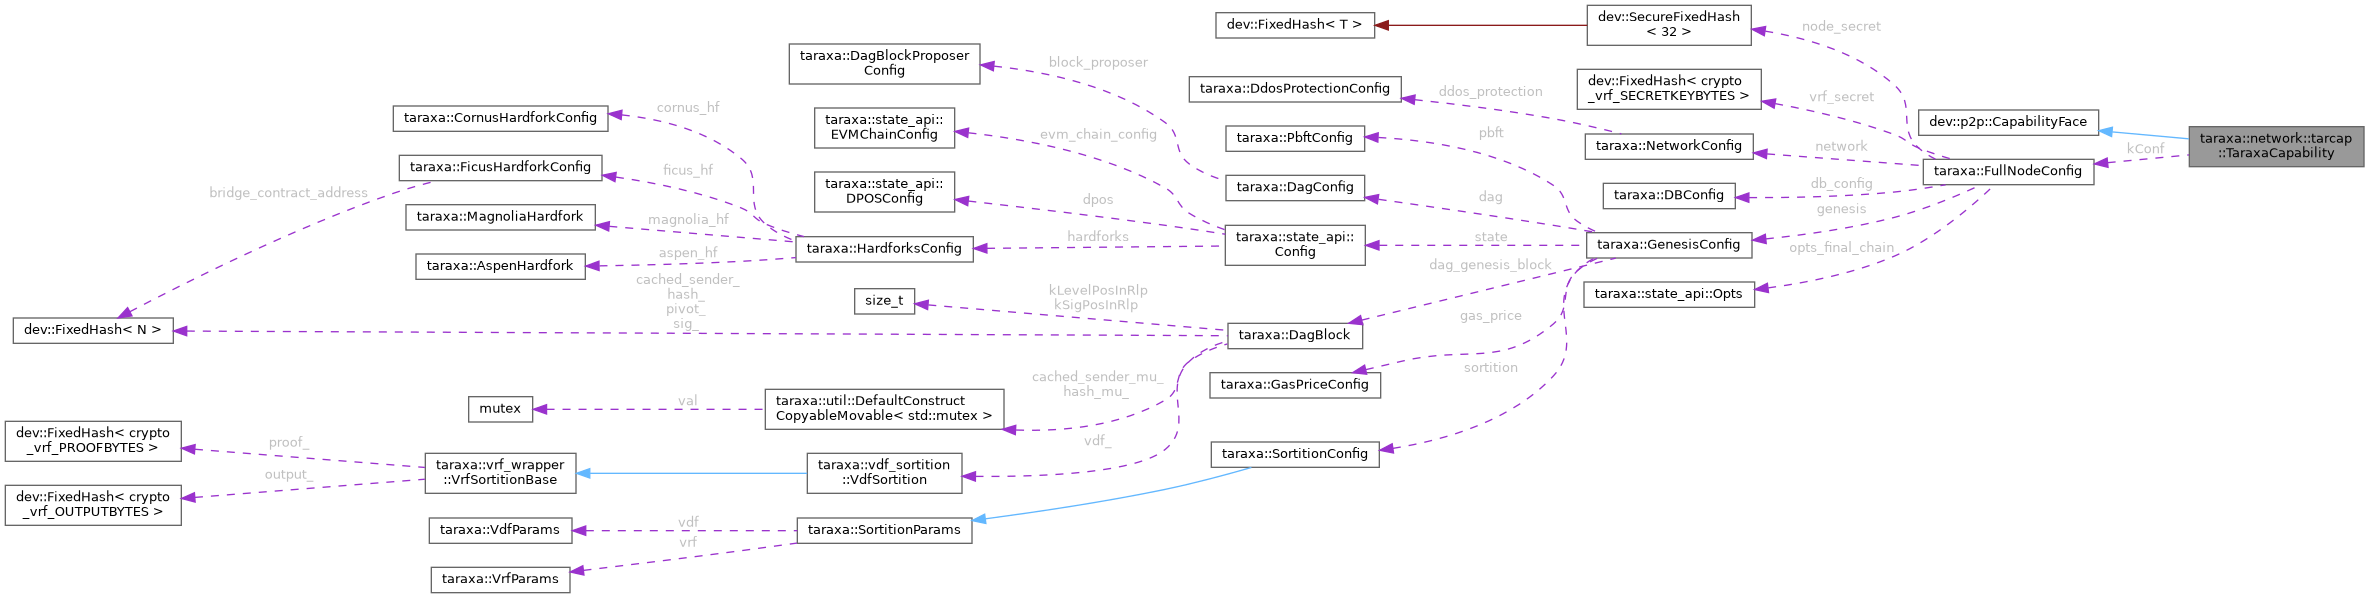 dev::FixedHash< T >
dev::SecureFixedHash
< 32 >
node_secret
taraxa::DagBlockProposer
Config
block_proposer
taraxa::DdosProtectionConfig
ddos_protection
dev::FixedHash< crypto
_vrf_SECRETKEYBYTES >
vrf_secret
taraxa::CornusHardforkConfig
cornus_hf
taraxa::state_api::
EVMChainConfig
evm_chain_config
taraxa::PbftConfig
pbft
taraxa::NetworkConfig
network
dev::p2p::CapabilityFace
taraxa::network::tarcap
::TaraxaCapability
kConf
taraxa::FullNodeConfig
taraxa::FicusHardforkConfig
ficus_hf
bridge_contract_address
taraxa::state_api::
DPOSConfig
dpos
taraxa::DagConfig
dag
taraxa::DBConfig
db_config
genesis
taraxa::MagnoliaHardfork
magnolia_hf
taraxa::HardforksConfig
hardforks
taraxa::state_api::
Config
state
taraxa::GenesisConfig
opts_final_chain
taraxa::AspenHardfork
aspen_hf
dag_genesis_block
taraxa::state_api::Opts
cached_sender_
hash_
pivot_
sig_
size_t
kLevelPosInRlp
kSigPosInRlp
dev::FixedHash< N >
taraxa::DagBlock
gas_price
taraxa::GasPriceConfig
sortition
cached_sender_mu_
hash_mu_
mutex
val
taraxa::util::DefaultConstruct
CopyableMovable< std::mutex >
dev::FixedHash< crypto
_vrf_PROOFBYTES >
proof_
vdf_
taraxa::SortitionConfig
taraxa::vrf_wrapper
::VrfSortitionBase
taraxa::vdf_sortition
::VdfSortition
output_
dev::FixedHash< crypto
_vrf_OUTPUTBYTES >
taraxa::VdfParams
vdf
taraxa::SortitionParams
vrf
taraxa::VrfParams